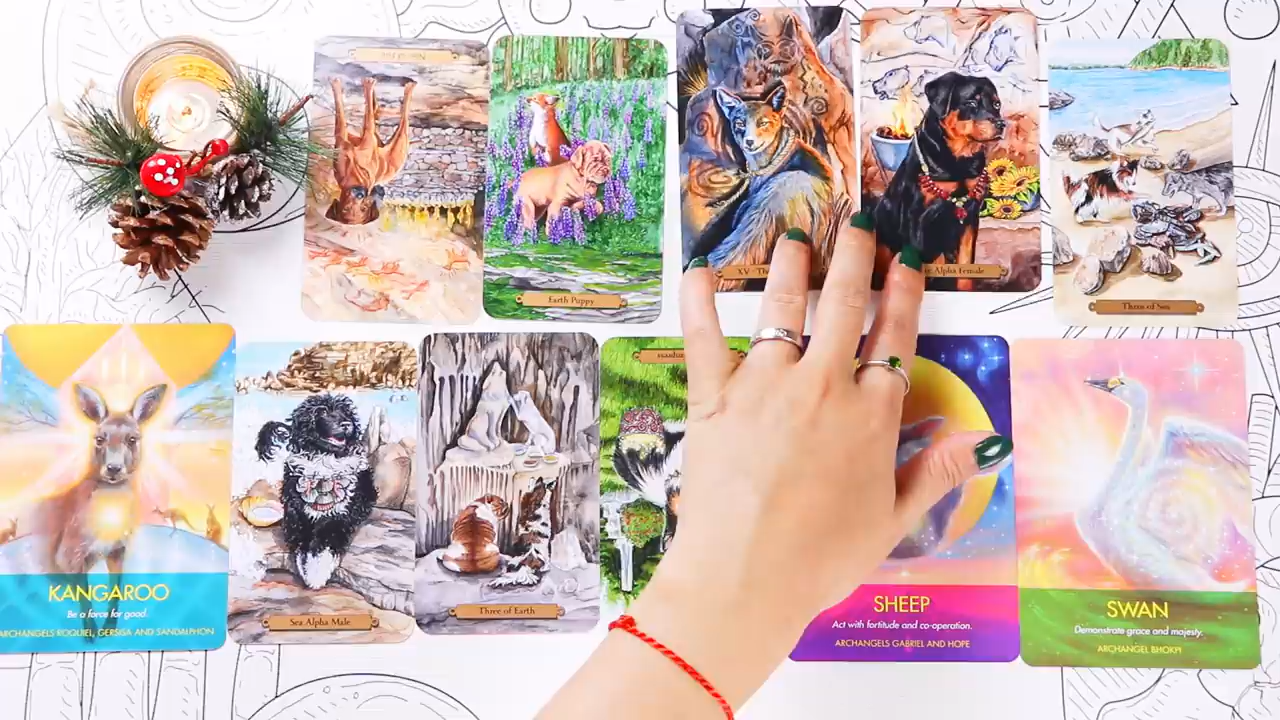 Earth Puppy
XV - Th
Alpha Female
Three of Sea
KANGAROO
Be a force for good.
ARCHANGELS ROQUIEL, GERSISA AND SANDALPHON
Sea Alpha Male
Three of Earth
SHEEP
Act with fortitude and co-operation.
ARCHANGELS GABRIEL AND HOPE
SWAN
Demonstrate grace and majesty.
ARCHANGEL BHOKPI